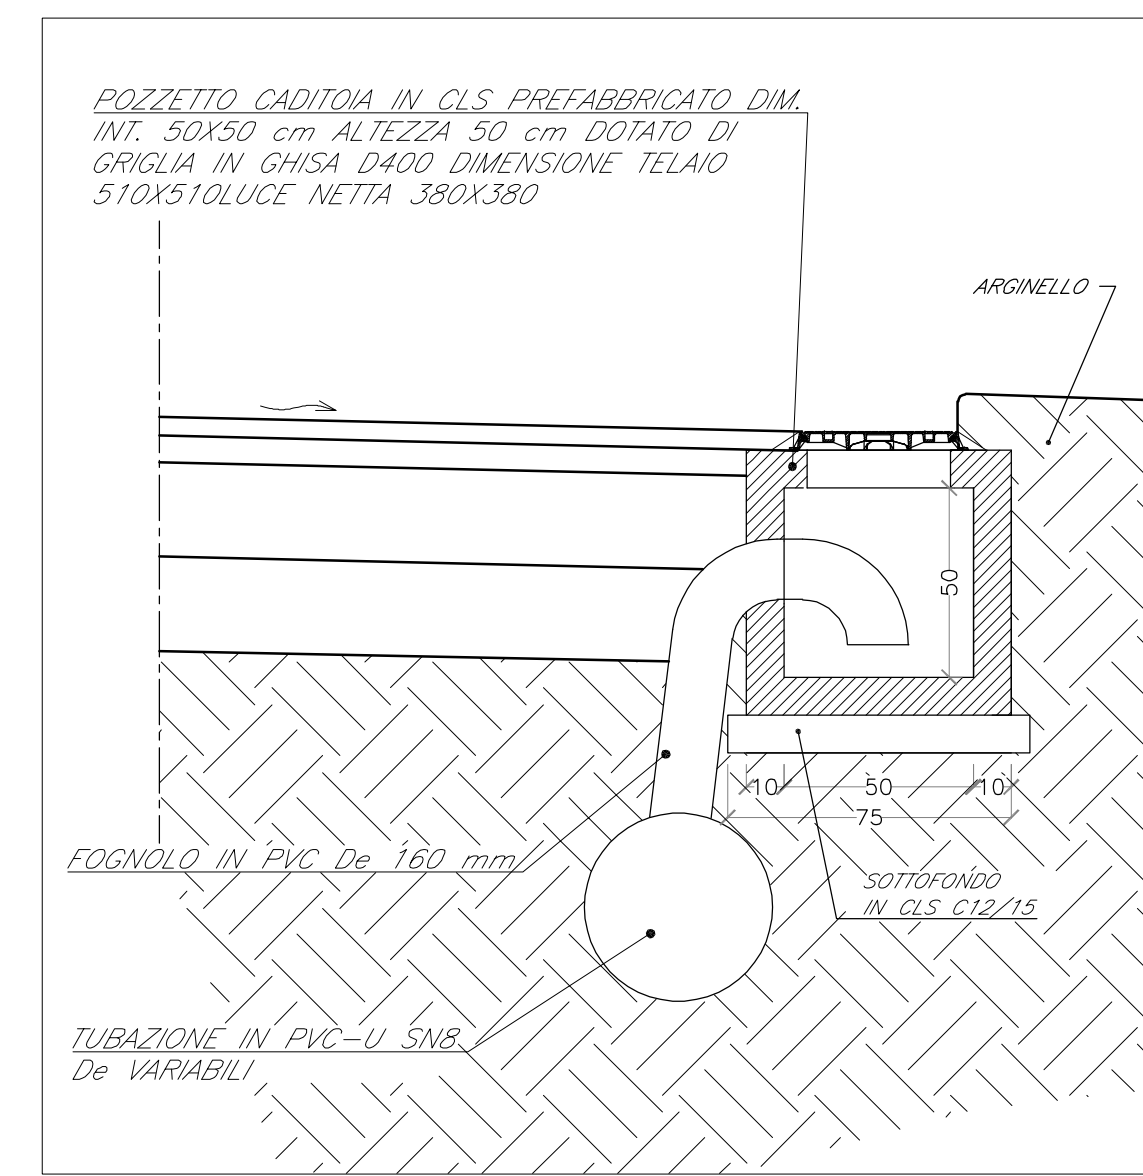 POZZETTO CADITOIA IN CLS PREFABBRICATO DIM.
INT. 50X50 cm ALTEZZA 50 cm DOTATO DI
GRIGLIA IN GHISA D400 DIMENSIONE TELAIO
510X510LUCE NETTA 380X380
ARGINELLO
50
10 50 10
75
FOGNOLO IN PVC De 160 mm
SOTTOFONDO
IN CLS C12/15
TUBAZIONE IN PVC-U SN8
De VARIABILI